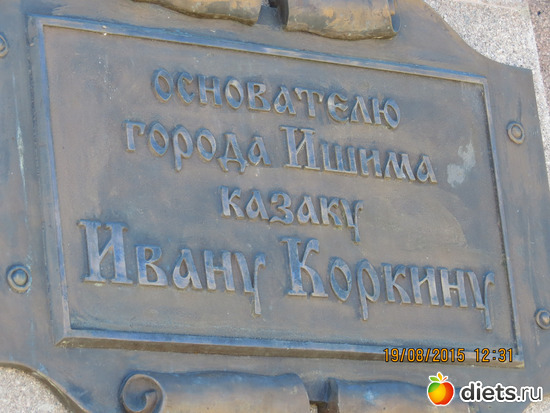 основателю
города Ишима
казаку
Ивану Коркину
19/08/2015 12:31
diets.ru